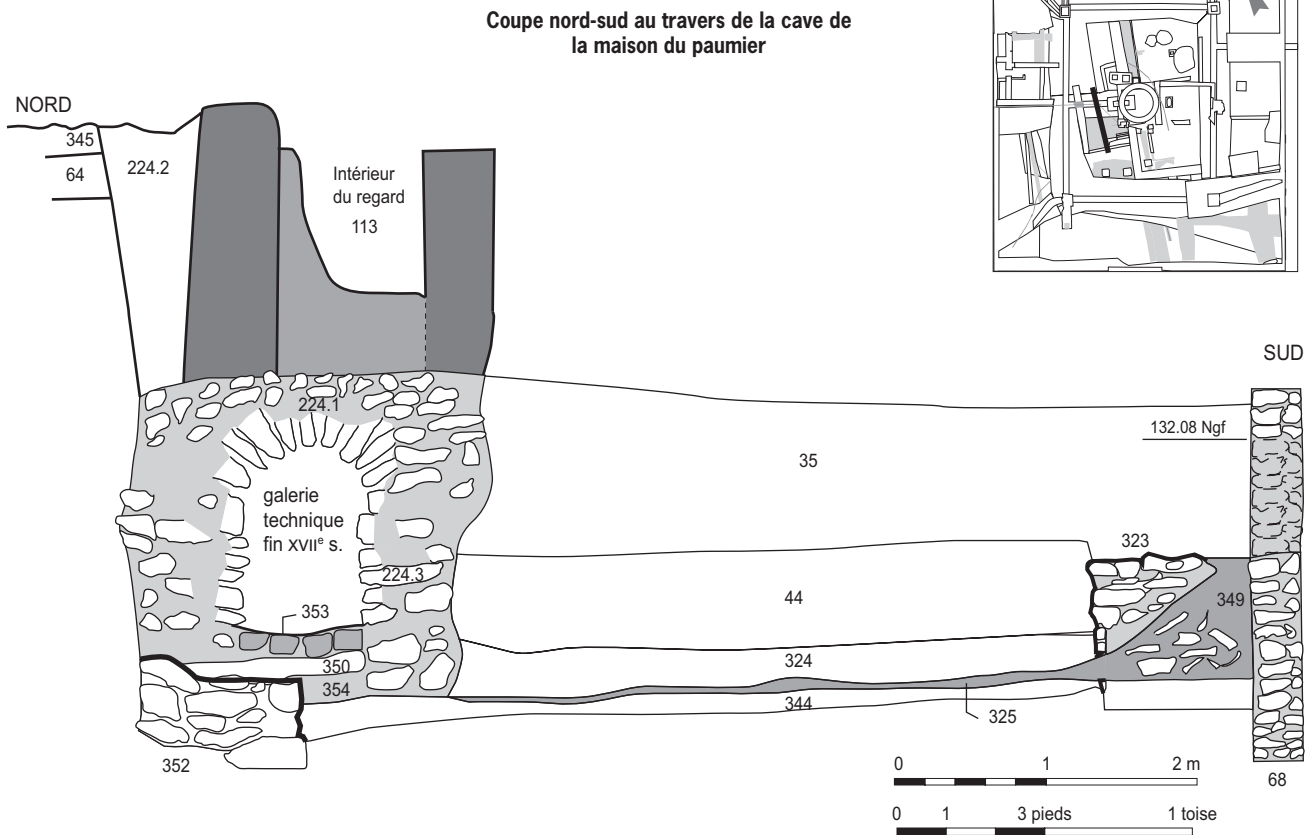 Coupe nord-sud au travers de la cave de
la maison du paumier
NORD
345
64
224.2
Intérieur
du regard
113
SUD
224.1
132.08 Ngf
35
galerie
technique
fin XVIIᵉ s.
323
224.3
44
349
353
324
350
354
344
325
352
0 1 2 m
68
0 1 3 pieds 1 toise